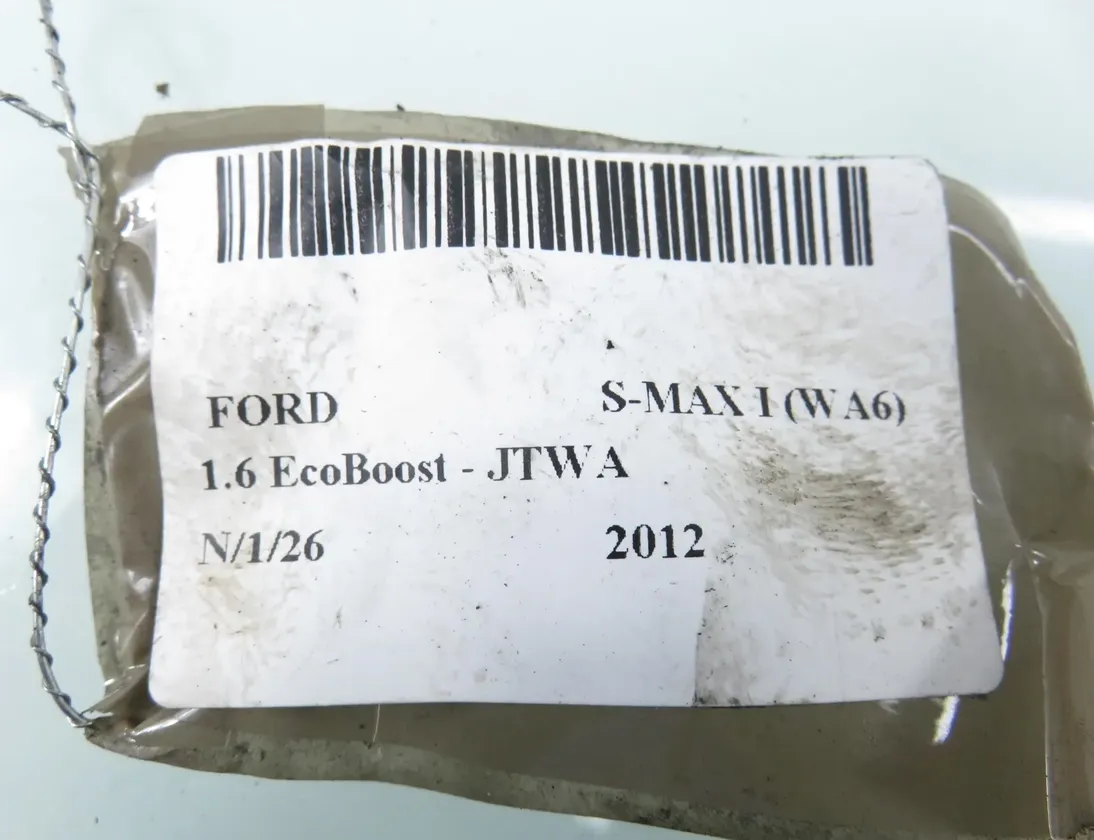 FORD S-MAX I (WA6)
1.6 EcoBoost - JTWA
N/1/26 2012